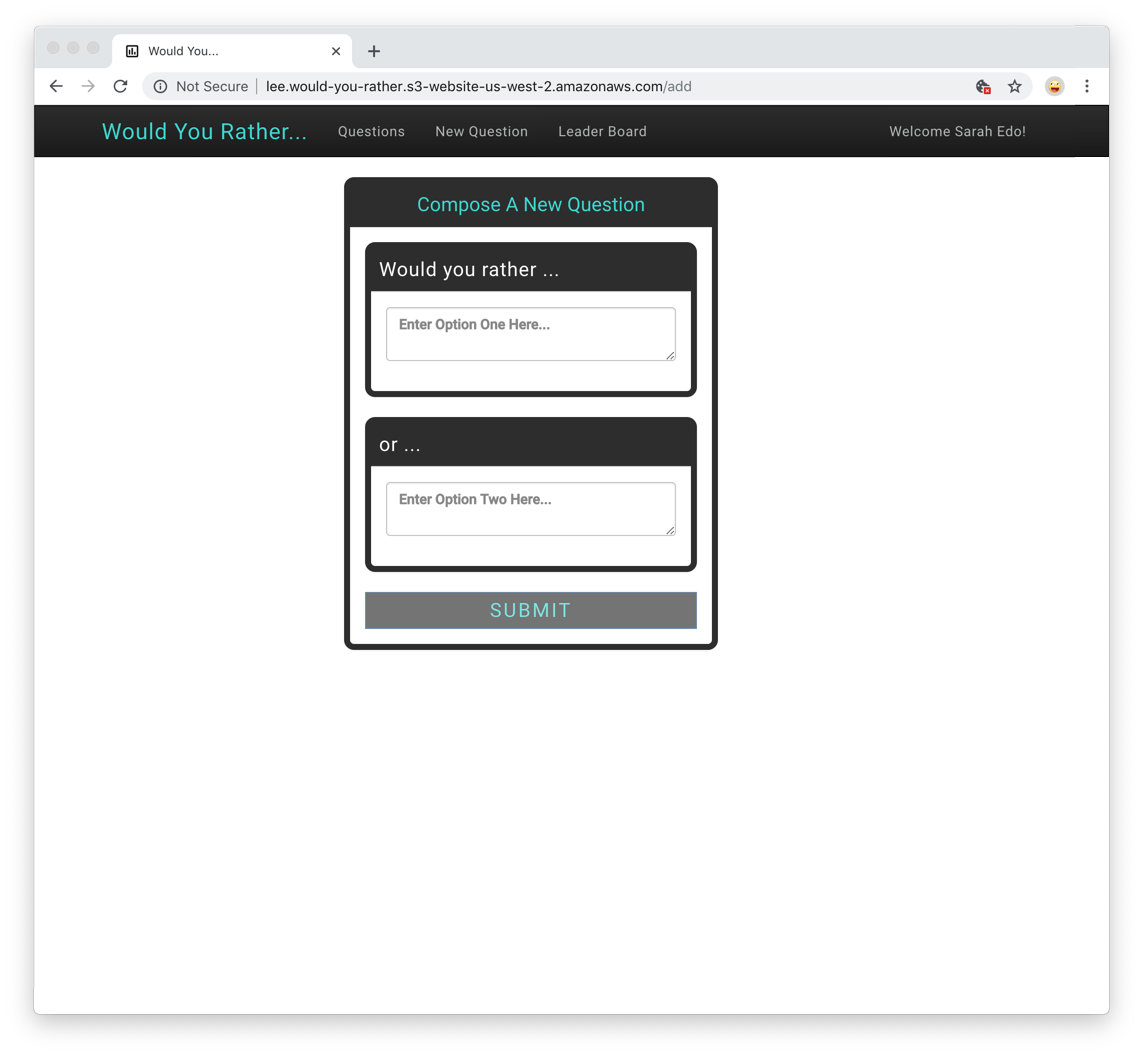 Would You...
Not Secure lee.would-you-rather.s3-website-us-west-2.amazonaws.com/add
Would You Rather... Questions New Question Leader Board Welcome Sarah Edo!
Compose A New Question
Would you rather ...
Enter Option One Here...
or ...
Enter Option Two Here...
SUBMIT